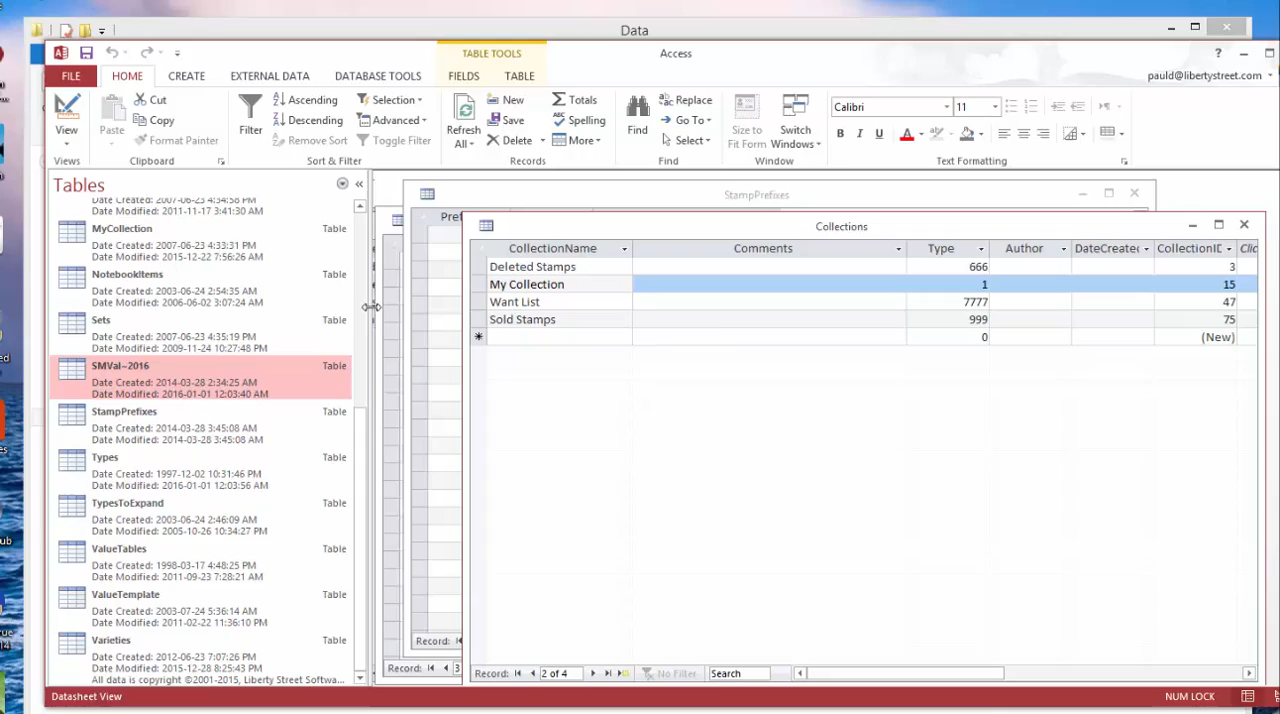 Data
TABLE TOOLS
Access
FILE
HOME
CREATE
EXTERNAL DATA
DATABASE TOOLS
FIELDS
TABLE
pauld@libertystreet.com
View
Paste
Cut
Copy
Format Painter
Filter
Ascending
Descending
Remove Sort
Selection
Advanced
Toggle Filter
Refresh
All
New
Save
Delete
Totals
Spelling
More
Find
Replace
Go To
Select
Size to
Fit Form
Switch
Windows
Calibri
11
B I U
Views
Clipboard
Sort & Filter
Records
Find
Window
Text Formatting
Tables
Date Created: 2007-06-23 4:34:58 PM
Date Modified: 2011-11-17 3:41:30 AM
MyCollection Table
Date Created: 2007-06-23 4:33:31 PM
Date Modified: 2015-12-22 7:56:26 AM
NotebookItems Table
Date Created: 2003-06-24 2:54:35 AM
Date Modified: 2006-06-02 3:07:24 AM
Sets Table
Date Created: 2007-06-23 4:35:19 PM
Date Modified: 2009-11-24 10:27:48 PM
SMVal~2016 Table
Date Created: 2014-03-28 2:34:25 AM
Date Modified: 2016-01-01 12:03:40 AM
StampPrefixes Table
Date Created: 2014-03-28 3:45:08 AM
Date Modified: 2014-03-28 3:45:08 AM
Types Table
Date Created: 1997-12-02 10:31:46 PM
Date Modified: 2016-01-01 12:03:56 AM
TypesToExpand Table
Date Created: 2003-06-24 2:46:09 AM
Date Modified: 2005-10-26 10:34:27 PM
ValueTables Table
Date Created: 1998-03-17 4:48:25 PM
Date Modified: 2011-09-23 7:28:21 AM
ValueTemplate Table
Date Created: 2003-07-24 5:36:14 AM
Date Modified: 2011-02-22 11:36:10 PM
Varieties Table
Date Created: 2012-06-23 7:07:26 PM
Date Modified: 2015-12-28 8:25:43 PM
All data is copyright ©2001-2015, Liberty Street Softwa...
StampPrefixes
Pref
Collections
CollectionName Comments Type Author DateCreated CollectionID Clic
Deleted Stamps 666 3
My Collection 1 15
Want List 7777 47
Sold Stamps 999 75
0 (New)
Record:
Record: 3
Record: 2 of 4 No Filter Search
Datasheet View
NUM LOCK